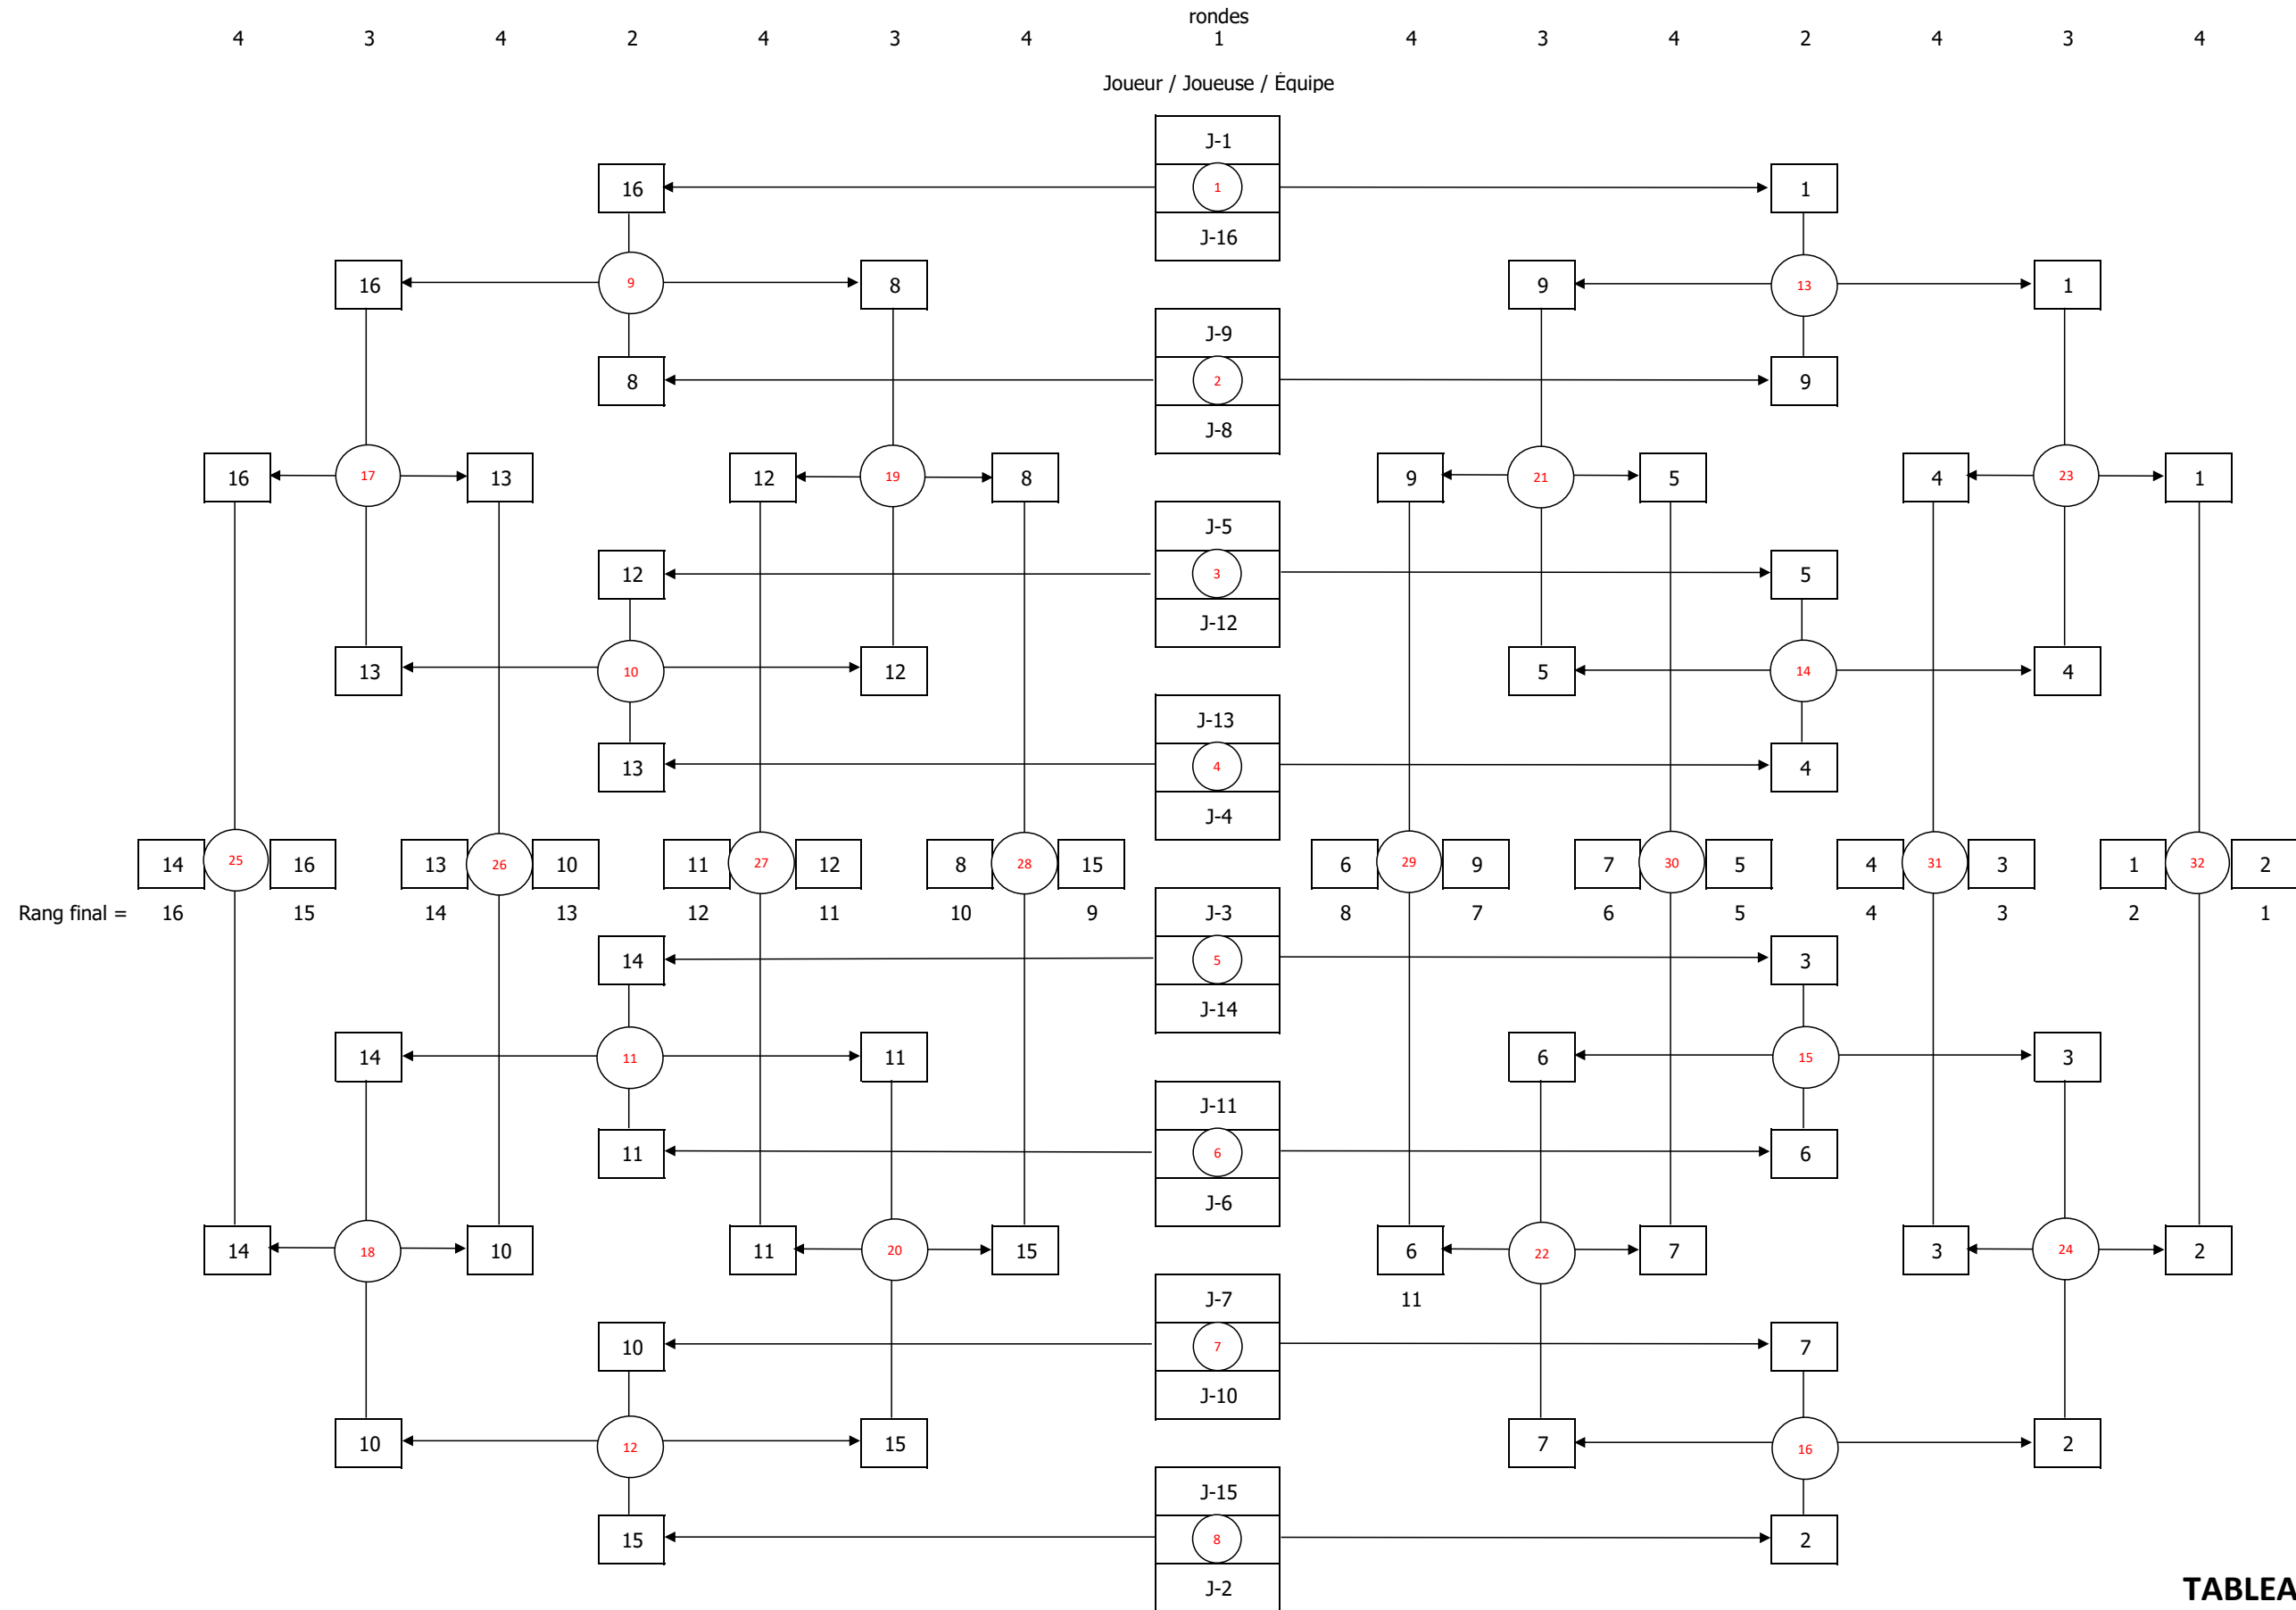 rondes
4 3 4 2 4 3 4 1 4 3 4 2 4 3 4
Joueur / Joueuse / Équipe
J-1
16 1 1
J-16
16 9 8 9 13 1
J-9
8 2 9
J-8
16 17 13 12 19 8 9 21 5 4 23 1
J-5
12 3 5
J-12
13 10 12 5 14 4
J-13
13 4 4
J-4
14 25 16 13 26 10 11 27 12 8 28 15 6 29 9 7 30 5 4 31 3 1 32 2
Rang final = 16 15 14 13 12 11 10 9 J-3 8 7 6 5 4 3 2 1
14 5 3
J-14
14 11 11 6 15 3
J-11
11 6 6
J-6
14 18 10 11 20 15 6 22 7 3 24 2
J-7 11
10 7 7
J-10
10 12 15 7 16 2
J-15
15 8 2
J-2
TABLEA